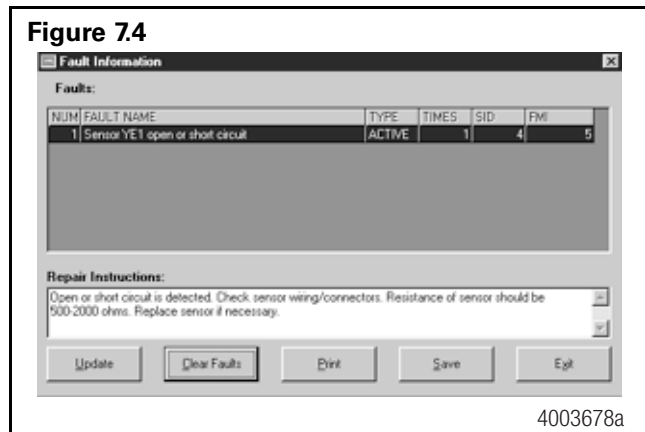 Figure 7.4
Fault Information
Faults:
NUM FAULT NAME TYPE TIMES SID FMI
1 Sensor YE1 open or short circuit ACTIVE 1 4 5
Repair Instructions:
Open or short circuit is detected. Check sensor wiring/connectors. Resistance of sensor should be
500-2000 ohms. Replace sensor if necessary.
Update Clear Faults Print Save Exit
4003678a